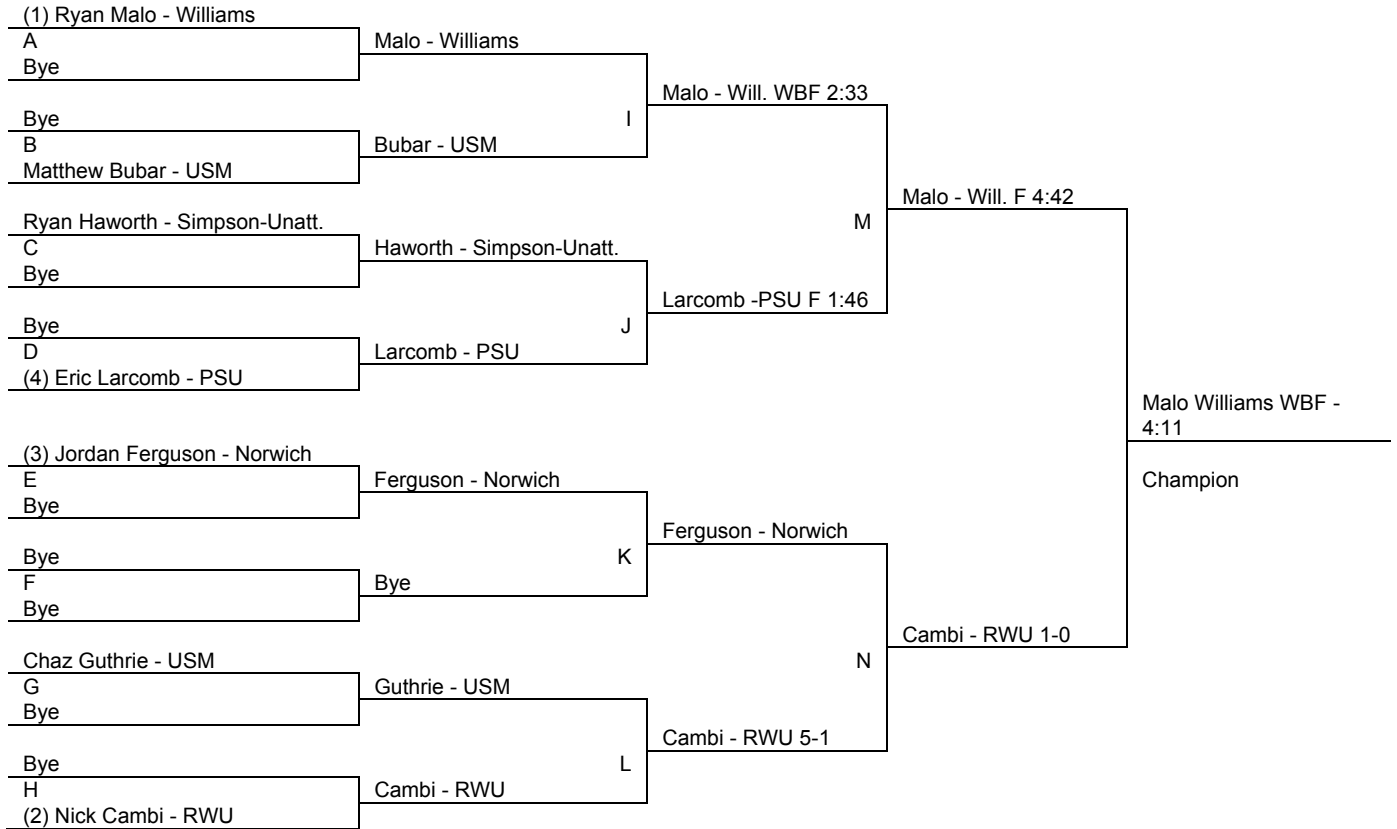 (1) Ryan Malo - Williams
A
Bye
Malo - Williams
Malo - Will. WBF 2:33
Bye
I
B
Bubar - USM
Matthew Bubar - USM
Malo - Will. F 4:42
Ryan Haworth - Simpson-Unatt.
M
C
Haworth - Simpson-Unatt.
Bye
Larcomb -PSU F 1:46
Bye
J
D
Larcomb - PSU
(4) Eric Larcomb - PSU
Malo Williams WBF -
4:11
Champion
(3) Jordan Ferguson - Norwich
E
Ferguson - Norwich
Bye
Ferguson - Norwich
Bye
K
F
Bye
Bye
Cambi - RWU 1-0
Chaz Guthrie - USM
N
G
Guthrie - USM
Bye
Cambi - RWU 5-1
Bye
L
H
Cambi - RWU
(2) Nick Cambi - RWU